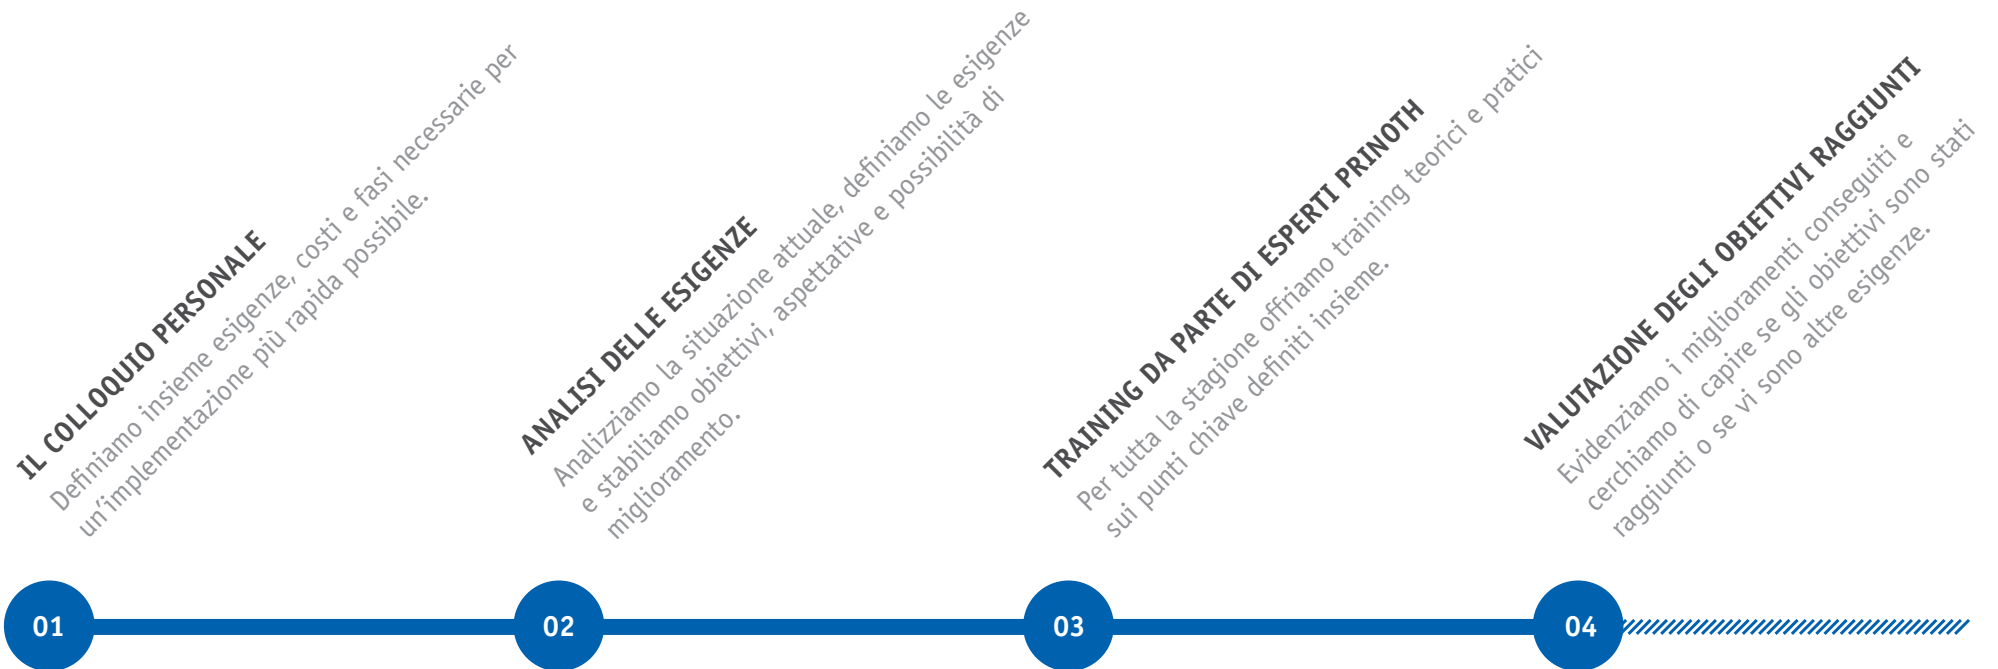 IL COLLOQUIO PERSONALE
Definiamo insieme esigenze, costi e fasi necessarie per
un'implementazione più rapida possibile.
ANALISI DELLE ESIGENZE
Analizziamo la situazione attuale, definiamo le esigenze
e stabiliamo obiettivi, aspettative e possibilità di
miglioramento.
TRAINING DA PARTE DI ESPERTI PRINOTH
Per tutta la stagione offriamo training teorici e pratici
sui punti chiave definiti insieme.
VALUTAZIONE DEGLI OBIETTIVI RAGGIUNTI
Evidenziamo i miglioramenti conseguiti e
cerchiamo di capire se gli obiettivi sono stati
raggiunti o se vi sono altre esigenze.
01
02
03
04